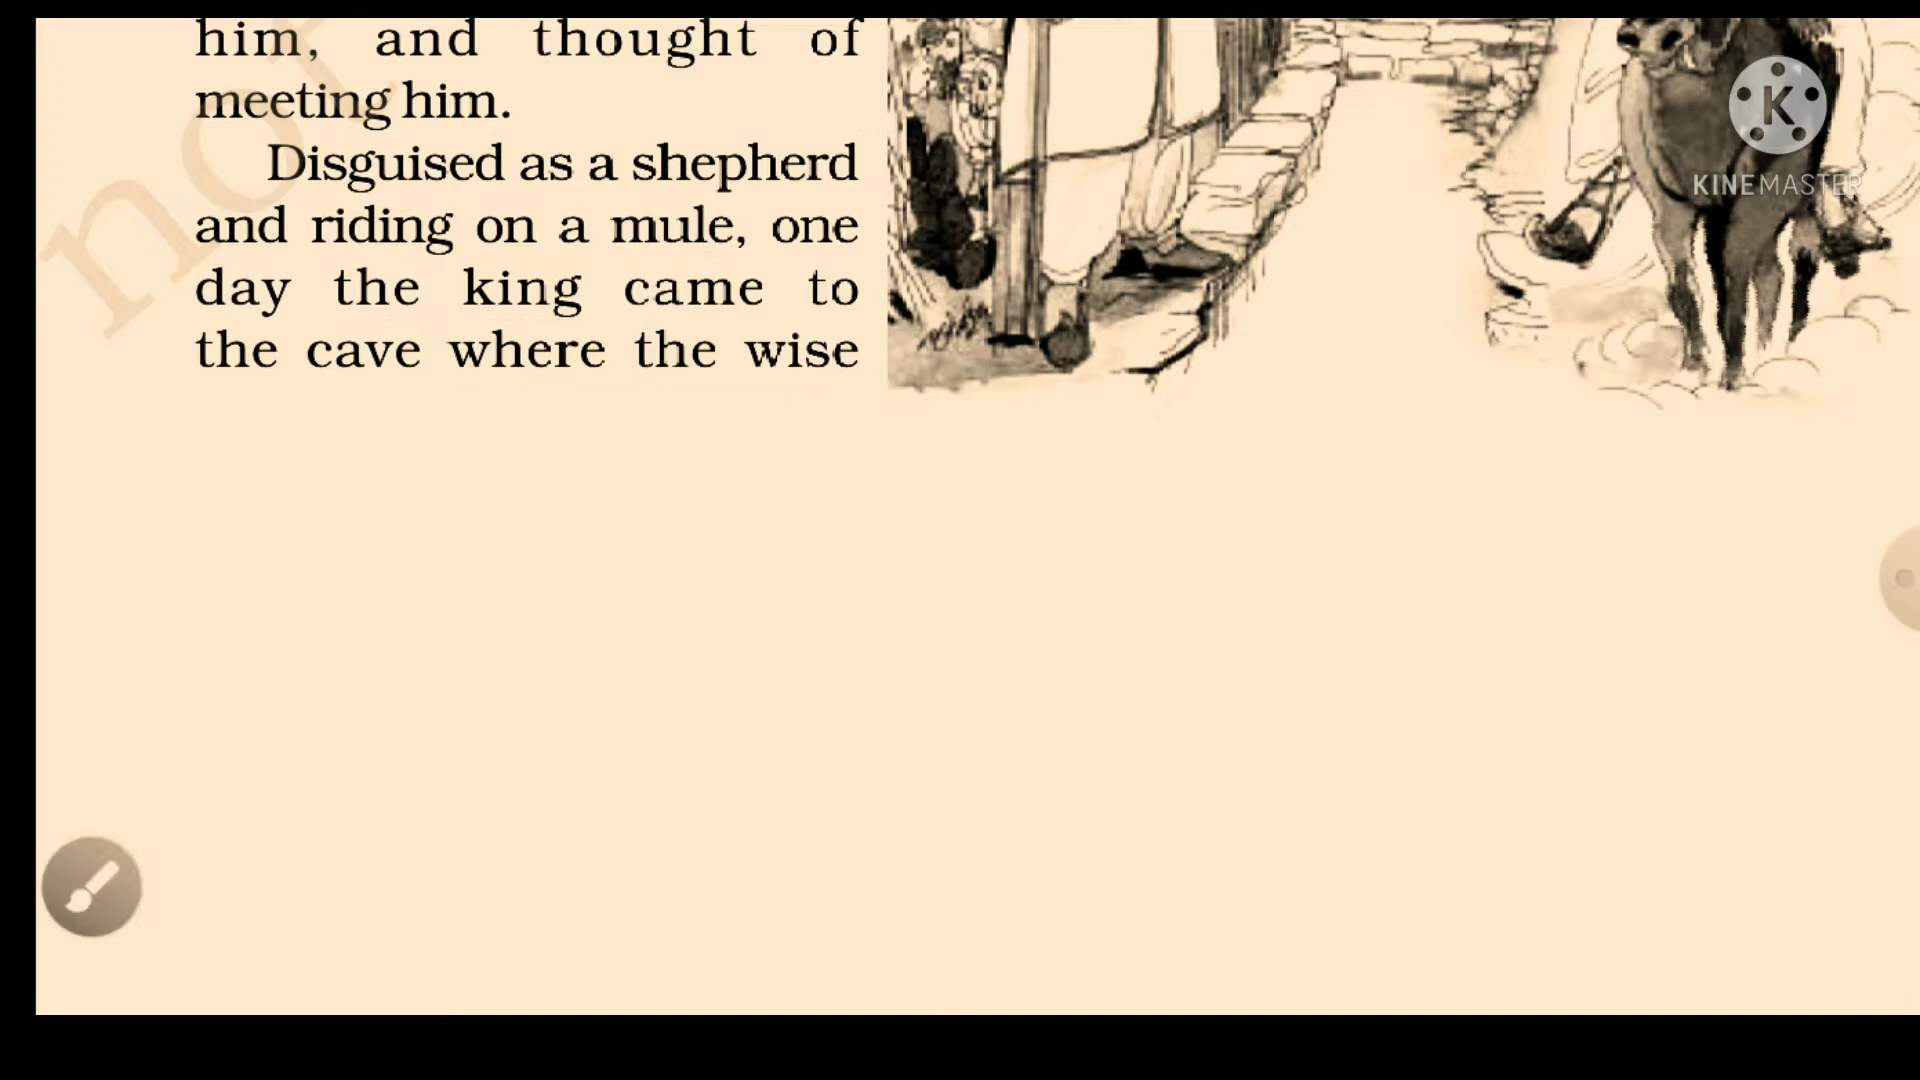 him, and thought of
meeting him.
Disguised as a shepherd
and riding on a mule, one
day the king came to
the cave where the wise
not
K
KINEMASTER